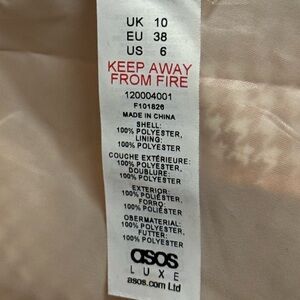 UK 10
EU 38
US 6
KEEP AWAY
FROM FIRE
120004001
F101826
MADE IN CHINA
SHELL:
100% POLYESTER,
LINING:
100% POLYESTER
COUCHE EXTÉRIEURE:
100% POLYESTER,
DOUBLURE:
100% POLYESTER
EXTERIOR:
100% POLIÉSTER,
FORRO:
100% POLIÉSTER
OBERMATERIAL:
100% POLYESTER,
FUTTER:
100% POLYESTER
asos
LUXE
asos.com Ltd